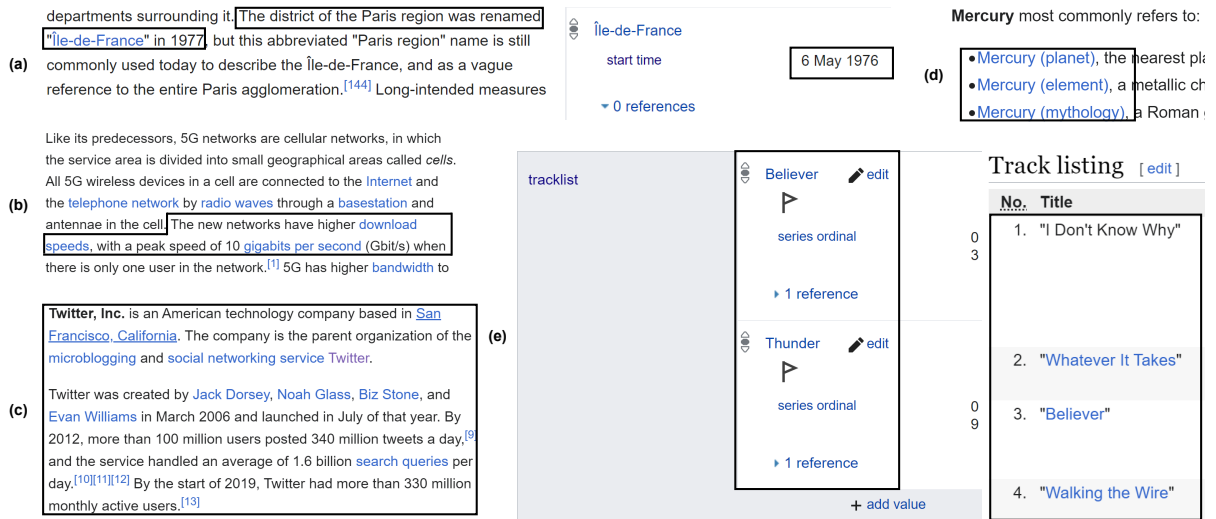 departments surrounding it. The district of the Paris region was renamed
"Île-de-France" in 1977, but this abbreviated "Paris region" name is still
commonly used today to describe the Île-de-France, and as a vague
reference to the entire Paris agglomeration.[144] Long-intended measures
(a)
Île-de-France
start time
6 May 1976
0 references
Mercury most commonly refers to:
(d)
•Mercury (planet), the nearest pla
•Mercury (element), a metallic ch
•Mercury (mythology), a Roman
Like its predecessors, 5G networks are cellular networks, in which
the service area is divided into small geographical areas called cells.
All 5G wireless devices in a cell are connected to the Internet and
the telephone network by radio waves through a basestation and
antennae in the cell. The new networks have higher download
speeds, with a peak speed of 10 gigabits per second (Gbit/s) when
there is only one user in the network.[1] 5G has higher bandwidth to
(b)
Twitter, Inc. is an American technology company based in San
Francisco, California. The company is the parent organization of the
microblogging and social networking service Twitter.
Twitter was created by Jack Dorsey, Noah Glass, Biz Stone, and
Evan Williams in March 2006 and launched in July of that year. By
2012, more than 100 million users posted 340 million tweets a day,[9]
and the service handled an average of 1.6 billion search queries per
day.[10][11][12] By the start of 2019, Twitter had more than 330 million
monthly active users.[13]
(c)
(e)
tracklist
Believer
edit
series ordinal
0
3
1 reference
Thunder
edit
series ordinal
0
9
1 reference
+ add value
Track listing [ edit ]
No. Title
1. "I Don't Know Why"
2. "Whatever It Takes"
3. "Believer"
4. "Walking the Wire"